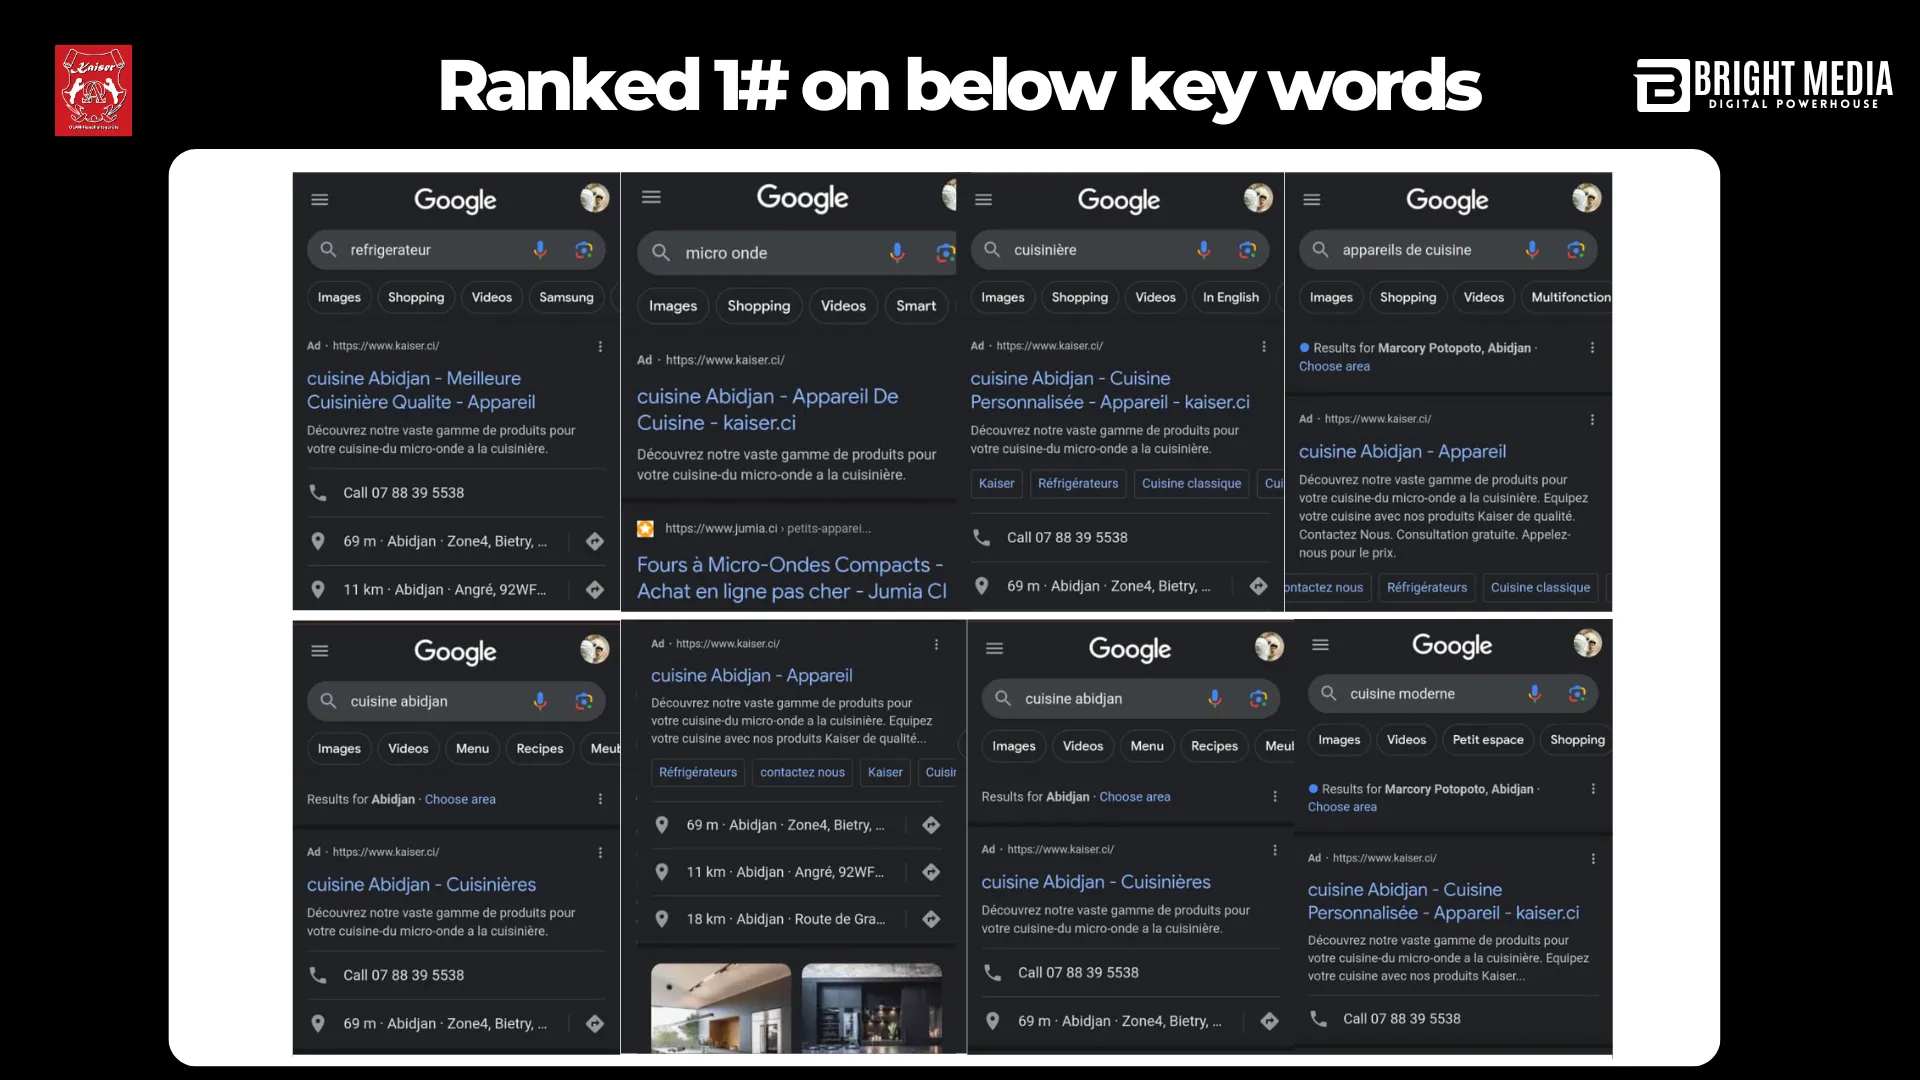 Kaiser
Ranked 1# on below key words
BRIGHT MEDIA
DIGITAL POWERHOUSE
Google
refrigerateur
Images Shopping Videos Samsung
Ad · https://www.kaiser.ci/
cuisine Abidjan - Meilleure
Cuisinière Qualite - Appareil
Découvrez notre vaste gamme de produits pour
votre cuisine-du micro-onde a la cuisinière.
Call 07 88 39 5538
69 m · Abidjan · Zone4, Bietry, ...
11 km · Abidjan · Angré, 92WF...
Google
micro onde
Images Shopping Videos Smart
Ad · https://www.kaiser.ci/
cuisine Abidjan - Appareil De
Cuisine - kaiser.ci
Découvrez notre vaste gamme de produits pour
votre cuisine-du micro-onde a la cuisinière.
https://www.jumia.ci › petits-apparei...
Fours à Micro-Ondes Compacts -
Achat en ligne pas cher - Jumia CI
Google
cuisinière
Images Shopping Videos In English
Ad · https://www.kaiser.ci/
cuisine Abidjan - Cuisine
Personnalisée - Appareil - kaiser.ci
Découvrez notre vaste gamme de produits pour
votre cuisine-du micro-onde a la cuisinière.
Kaiser Réfrigérateurs Cuisine classique Cui
Call 07 88 39 5538
69 m · Abidjan · Zone4, Bietry, ...
Google
appareils de cuisine
Images Shopping Videos Multifonction
Results for Marcory Potopoto, Abidjan ·
Choose area
Ad · https://www.kaiser.ci/
cuisine Abidjan - Appareil
Découvrez notre vaste gamme de produits pour
votre cuisine-du micro-onde a la cuisinière. Equipez
votre cuisine avec nos produits Kaiser de qualité.
Contactez Nous. Consultation gratuite. Appelez-
nous pour le prix.
ontactez nous Réfrigérateurs Cuisine classique
Google
cuisine abidjan
Images Videos Menu Recipes Meub
Results for Abidjan · Choose area
Ad · https://www.kaiser.ci/
cuisine Abidjan - Cuisinières
Découvrez notre vaste gamme de produits pour
votre cuisine-du micro-onde a la cuisinière.
Call 07 88 39 5538
69 m · Abidjan · Zone4, Bietry, ...
Ad · https://www.kaiser.ci/
cuisine Abidjan - Appareil
Découvrez notre vaste gamme de produits pour
votre cuisine-du micro-onde a la cuisinière. Equipez
votre cuisine avec nos produits Kaiser de qualité...
Réfrigérateurs contactez nous Kaiser Cuisin
69 m · Abidjan · Zone4, Bietry, ...
11 km · Abidjan · Angré, 92WF...
18 km · Abidjan · Route de Gra...
Google
cuisine abidjan
Images Videos Menu Recipes Meul
Results for Abidjan · Choose area
Ad · https://www.kaiser.ci/
cuisine Abidjan - Cuisinières
Découvrez notre vaste gamme de produits pour
votre cuisine-du micro-onde a la cuisinière.
Call 07 88 39 5538
69 m · Abidjan · Zone4, Bietry, ...
Google
cuisine moderne
Images Videos Petit espace Shopping
Results for Marcory Potopoto, Abidjan ·
Choose area
Ad · https://www.kaiser.ci/
cuisine Abidjan - Cuisine
Personnalisée - Appareil - kaiser.ci
Découvrez notre vaste gamme de produits pour
votre cuisine-du micro-onde a la cuisinière. Equipez
votre cuisine avec nos produits Kaiser...
Call 07 88 39 5538